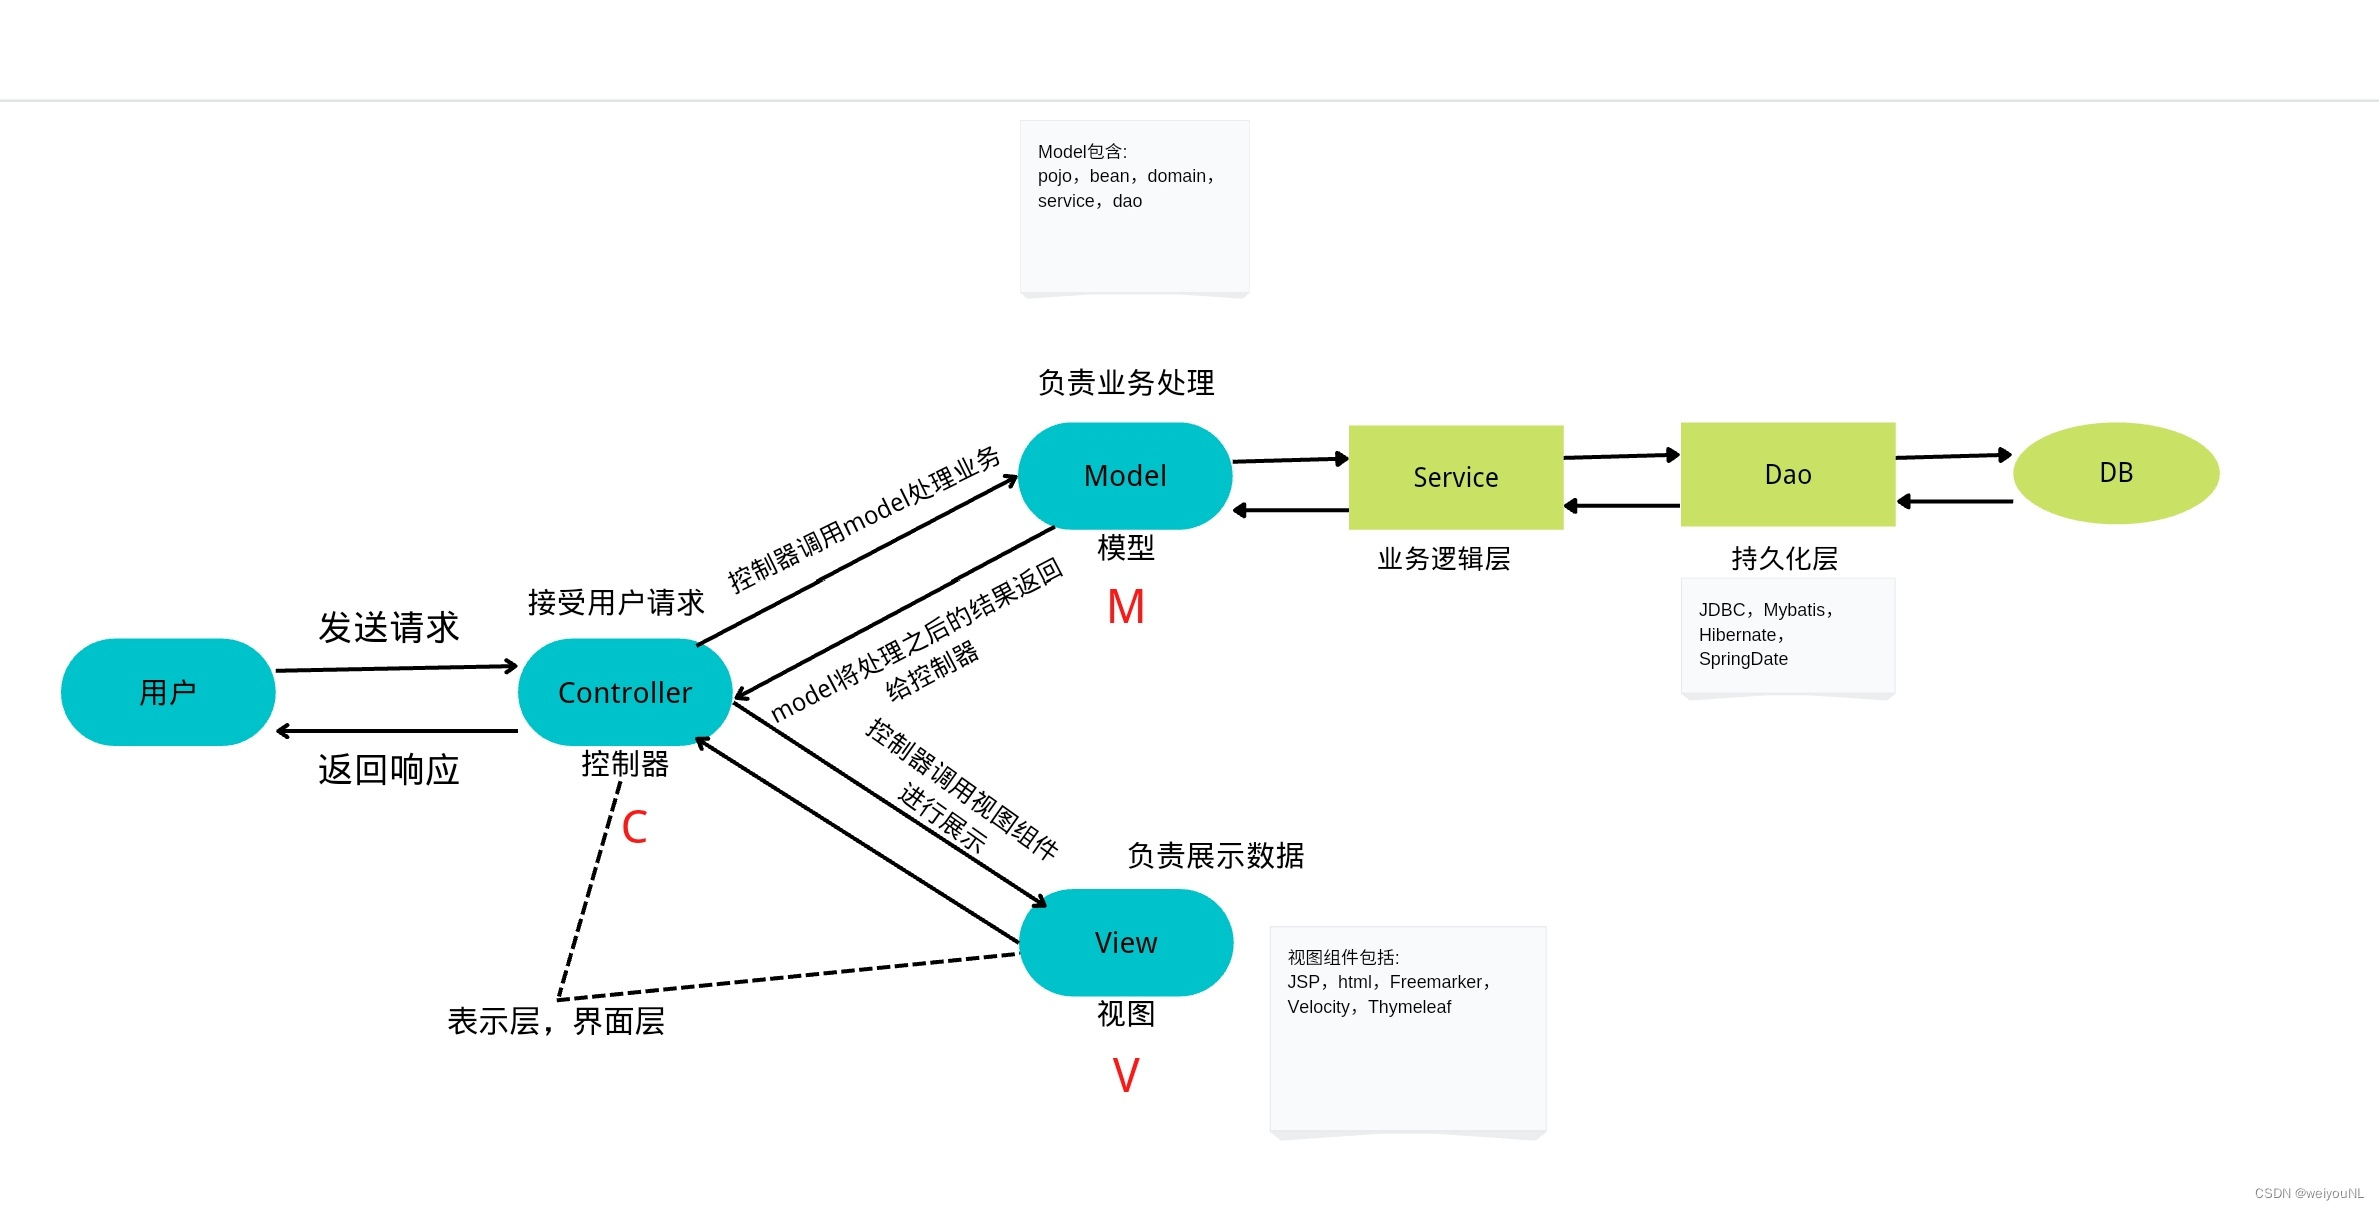 Model包含:
pojo，bean，domain，
service，dao
负责业务处理
Model
模型
M
Service
业务逻辑层
Dao
持久化层
DB
JDBC，Mybatis，
Hibernate，
SpringDate
控制器调用model处理业务
model将处理之后的结果返回
给控制器
接受用户请求
发送请求
用户
返回响应
Controller
控制器
C
控制器调用视图组件
进行展示
负责展示数据
View
视图
V
视图组件包括:
JSP，html，Freemarker，
Velocity，Thymeleaf
表示层，界面层
CSDN @weiyouNL